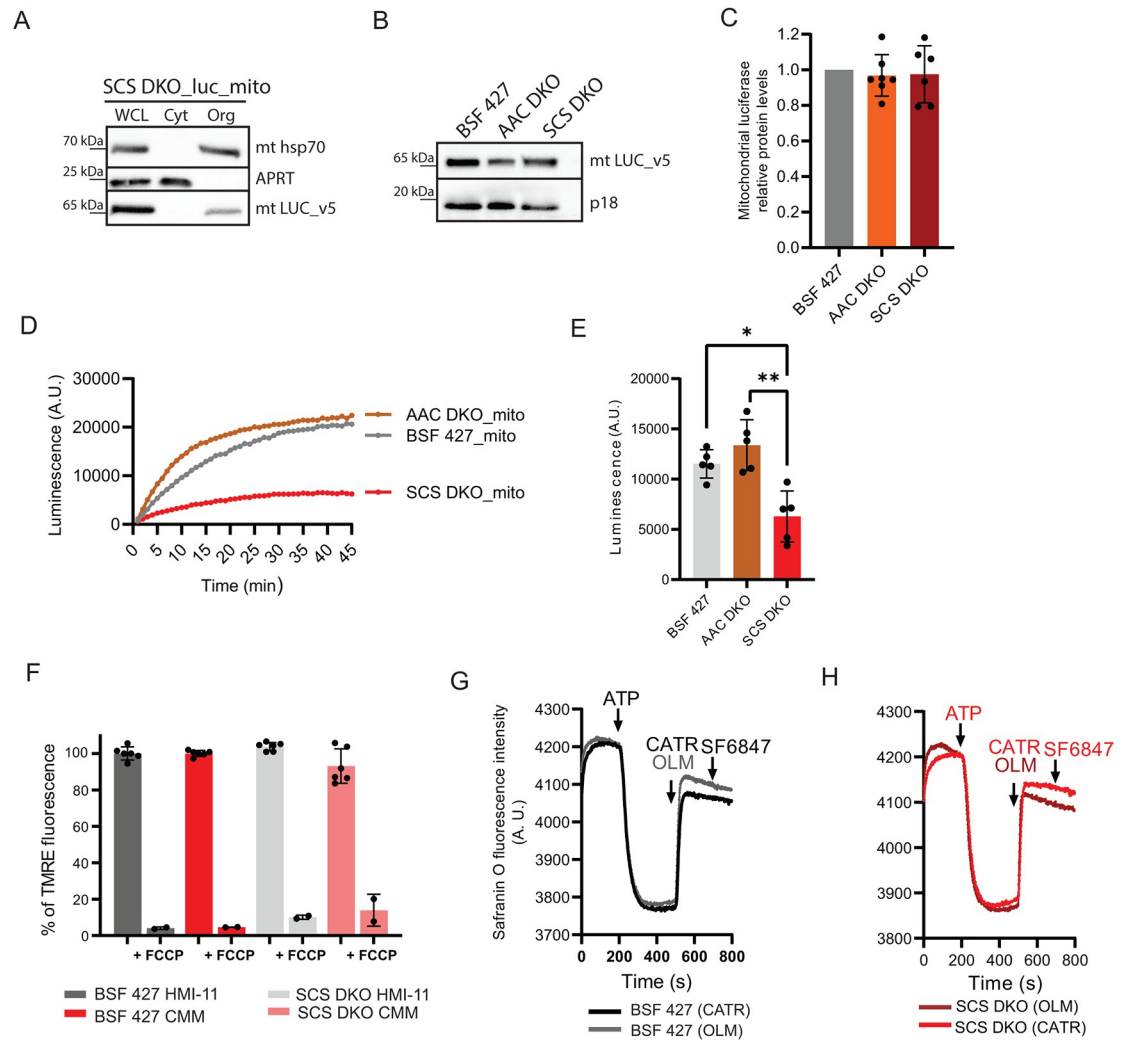 A
SCS DKO_luc_mito
WCL Cyt Org
70 kDa mt hsp70
25 kDa APRT
65 kDa mt LUC_v5
B
BSF 427 AAC DKO SCS DKO
65 kDa mt LUC_v5
20 kDa p18
C
Mitochondrial luciferase
relative protein levels
1.2
1.0
0.8
0.6
0.4
0.2
0.0
BSF 427 AAC DKO SCS DKO
D
Luminescence (A.U.)
30000
20000
10000
0
0 5 10 15 20 25 30 35 40 45
Time (min)
AAC DKO_mito
BSF 427_mito
SCS DKO_mito
E
Lumines cence (A.U.)
20000
15000
10000
5000
0
*
**
BSF 427 AAC DKO SCS DKO
F
% of TMRE fluorescence
100
80
60
40
20
0
+ FCCP + FCCP + FCCP + FCCP
BSF 427 HMI-11 SCS DKO HMI-11
BSF 427 CMM SCS DKO CMM
G
Safranin O fluorescence intensity
(A. U.)
4300
4200
4100
4000
3900
3800
3700
ATP
CATR SF6847
OLM
0 200 400 600 800
Time (s)
BSF 427 (CATR)
BSF 427 (OLM)
H
4300
4200
4100
4000
3900
3800
ATP
CATR SF6847
OLM
0 200 400 600 800
Time (s)
SCS DKO (OLM)
SCS DKO (CATR)